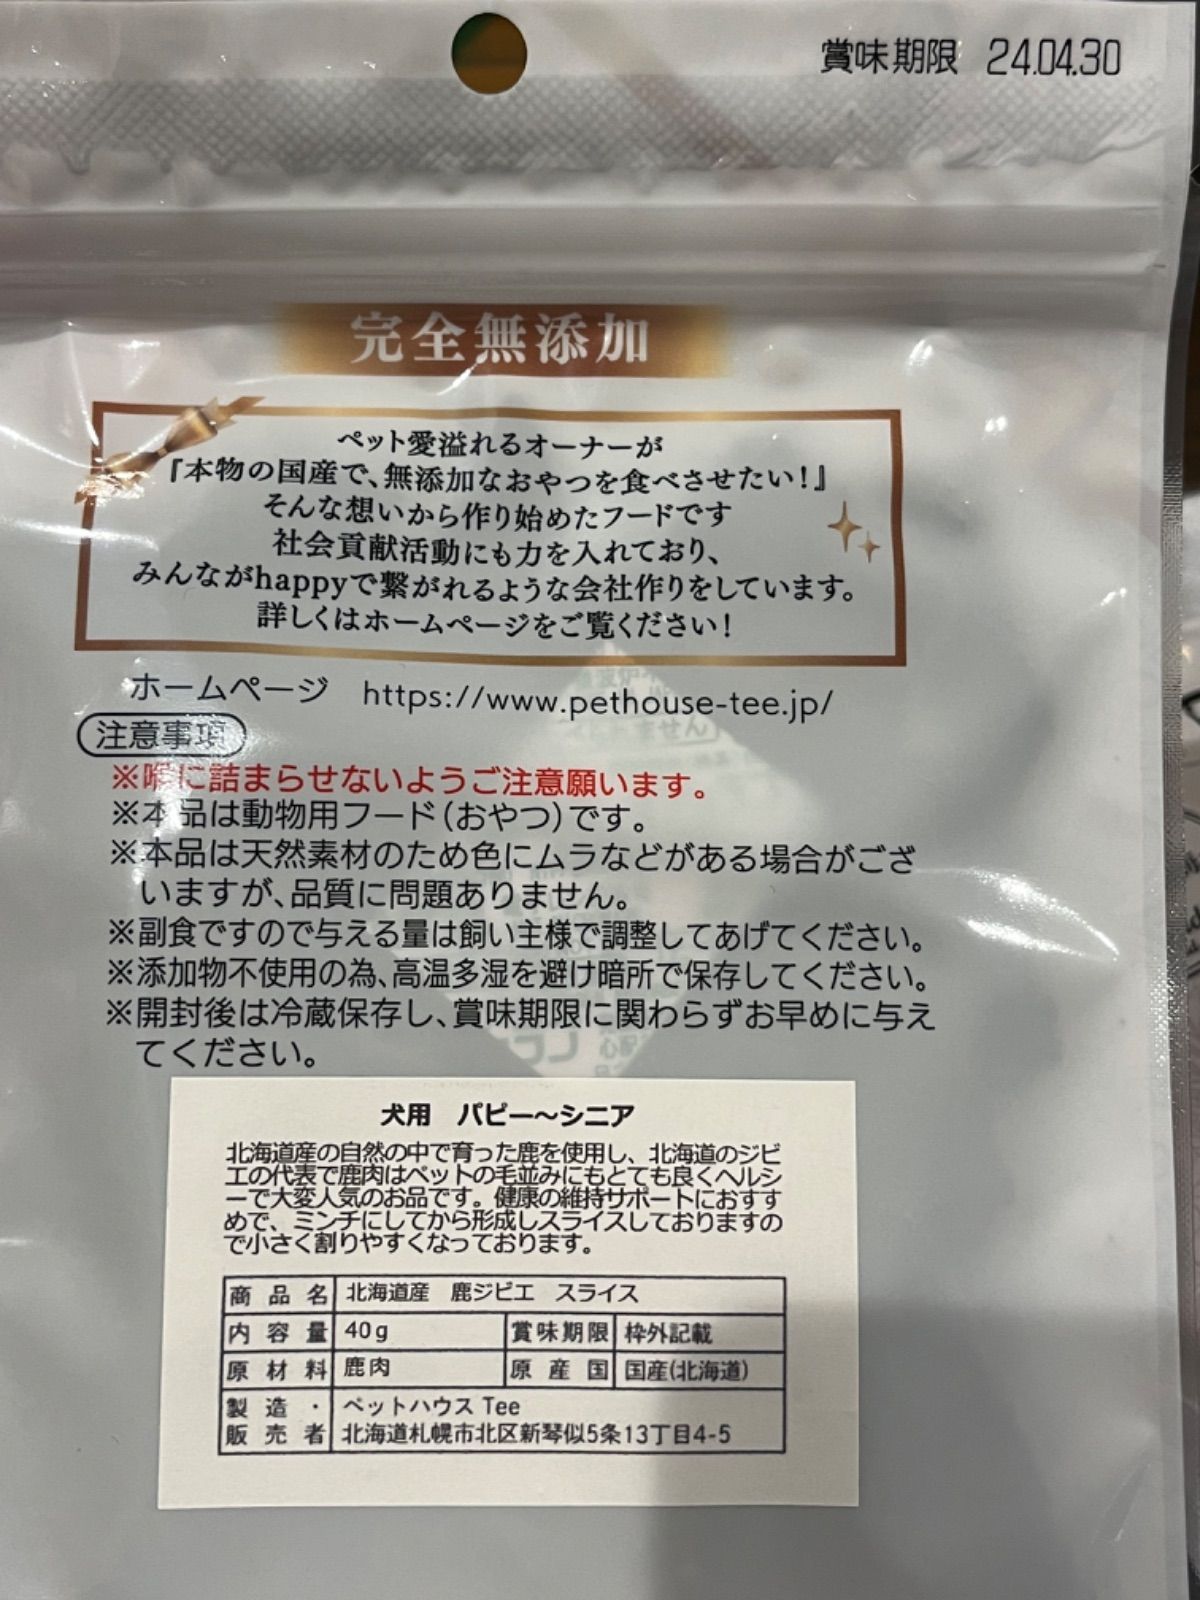 賞味期限 24.04.30
完全無添加
ペット愛溢れるオーナーが
『本物の国産で、無添加なおやつを食べさせたい!』
そんな想いから作り始めたフードです
社会貢献活動にも力を入れており、
みんながhappyで繋がれるような会社作りをしています。
詳しくはホームページをご覧ください!
ホームページ https://www.pethouse-tee.jp/
注意事項
※喉に詰まらせないようご注意願います。
※本品は動物用フード(おやつ)です。
※本品は天然素材のため色にムラなどがある場合がござ
いますが、品質に問題ありません。
※副食ですので与える量は飼い主様で調整してあげてください。
※添加物不使用の為、高温多湿を避け暗所で保存してください。
※開封後は冷蔵保存し、賞味期限に関わらずお早めに与え
てください。
犬用 パピー～シニア
北海道産の自然の中で育った鹿を使用し、北海道のジビ
エの代表で鹿肉はペットの毛並みにもとても良くヘルシ
ーで大変人気のお品です。健康の維持サポートにおすす
めで、ミンチにしてから形成しスライスしておりますの
で小さく割りやすくなっております。
商品名 北海道産 鹿ジビエ スライス
内容量 40g 賞味期限 枠外記載
原材料 鹿肉 原産国 国産(北海道)
製造・ ペットハウス Tee
販売者 北海道札幌市北区新琴似5条13丁目4-5